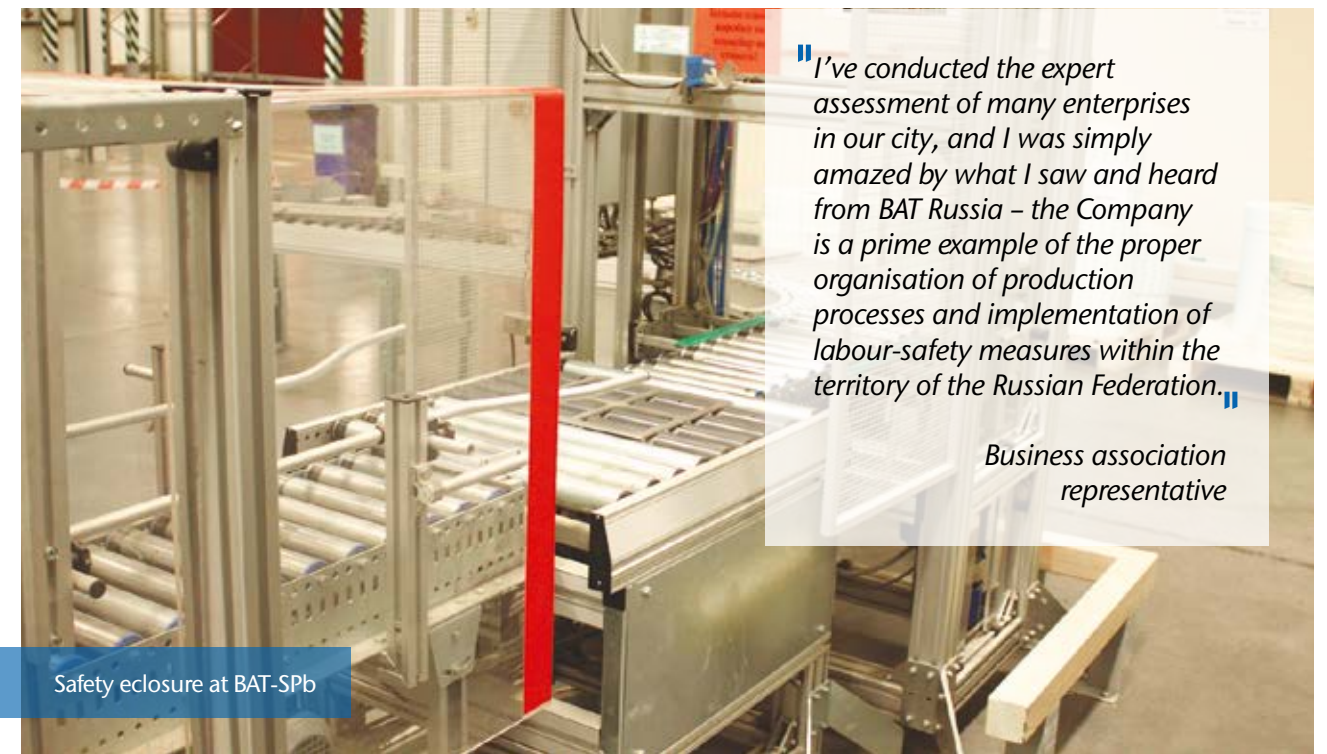 "I've conducted the expert
assessment of many enterprises
in our city, and I was simply
amazed by what I saw and heard
from BAT Russia – the Company
is a prime example of the proper
organisation of production
processes and implementation of
labour-safety measures within the
territory of the Russian Federation."
Business association
representative
Safety eclosure at BAT-SPb